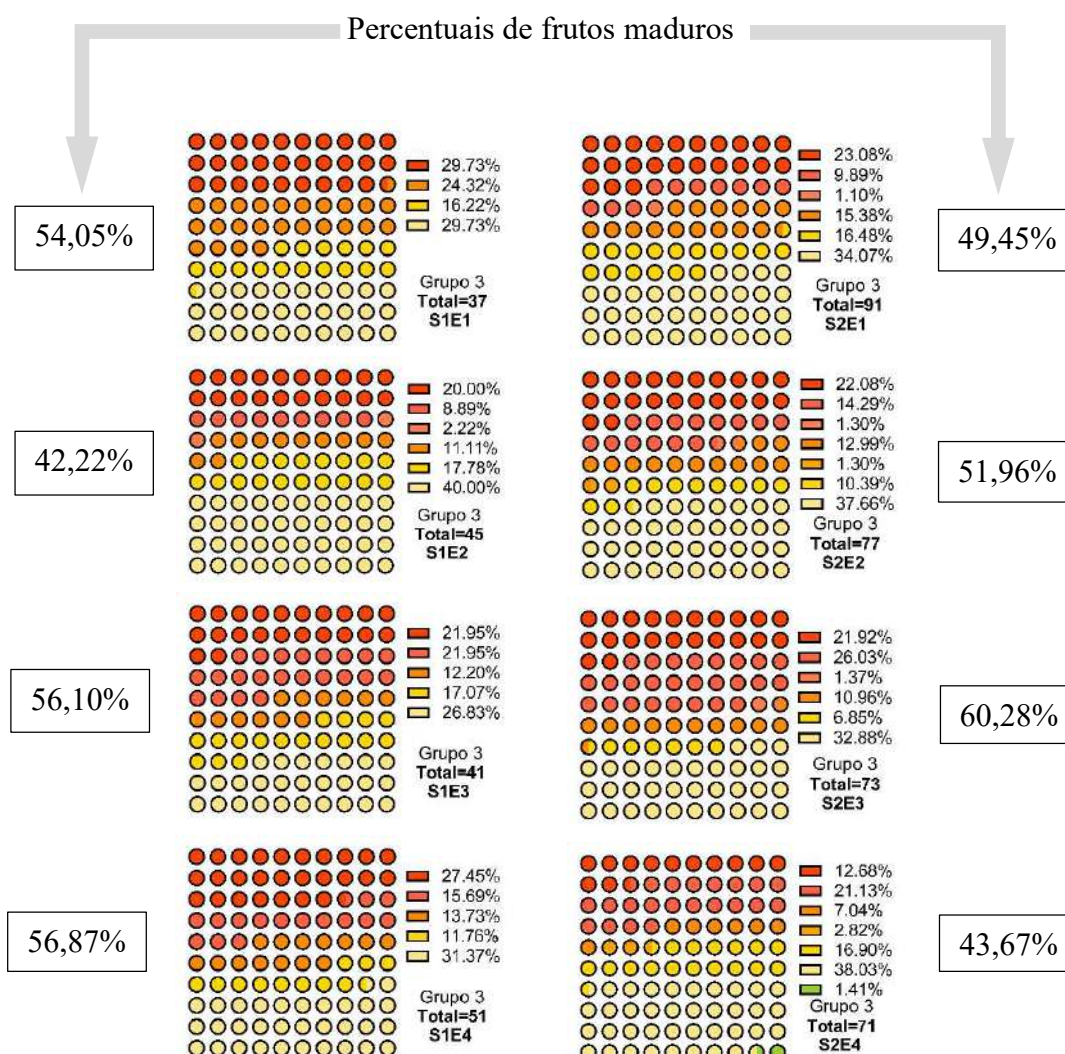 Percentuais de frutos maduros
54,05%
29.73%
24.32%
16.22%
29.73%
Grupo 3
Total=37
S1E1
23.08%
9.89%
1.10%
15.38%
16.48%
34.07%
Grupo 3
Total=91
S2E1
49,45%
42,22%
20.00%
8.89%
2.22%
11.11%
17.78%
40.00%
Grupo 3
Total=45
S1E2
22.08%
14.29%
1.30%
12.99%
1.30%
10.39%
37.66%
Grupo 3
Total=77
S2E2
51,96%
56,10%
21.95%
21.95%
12.20%
17.07%
26.83%
Grupo 3
Total=41
S1E3
21.92%
26.03%
1.37%
10.96%
6.85%
32.88%
Grupo 3
Total=73
S2E3
60,28%
56,87%
27.45%
15.69%
13.73%
11.76%
31.37%
Grupo 3
Total=51
S1E4
12.68%
21.13%
7.04%
2.82%
16.90%
38.03%
1.41%
Grupo 3
Total=71
S2E4
43,67%